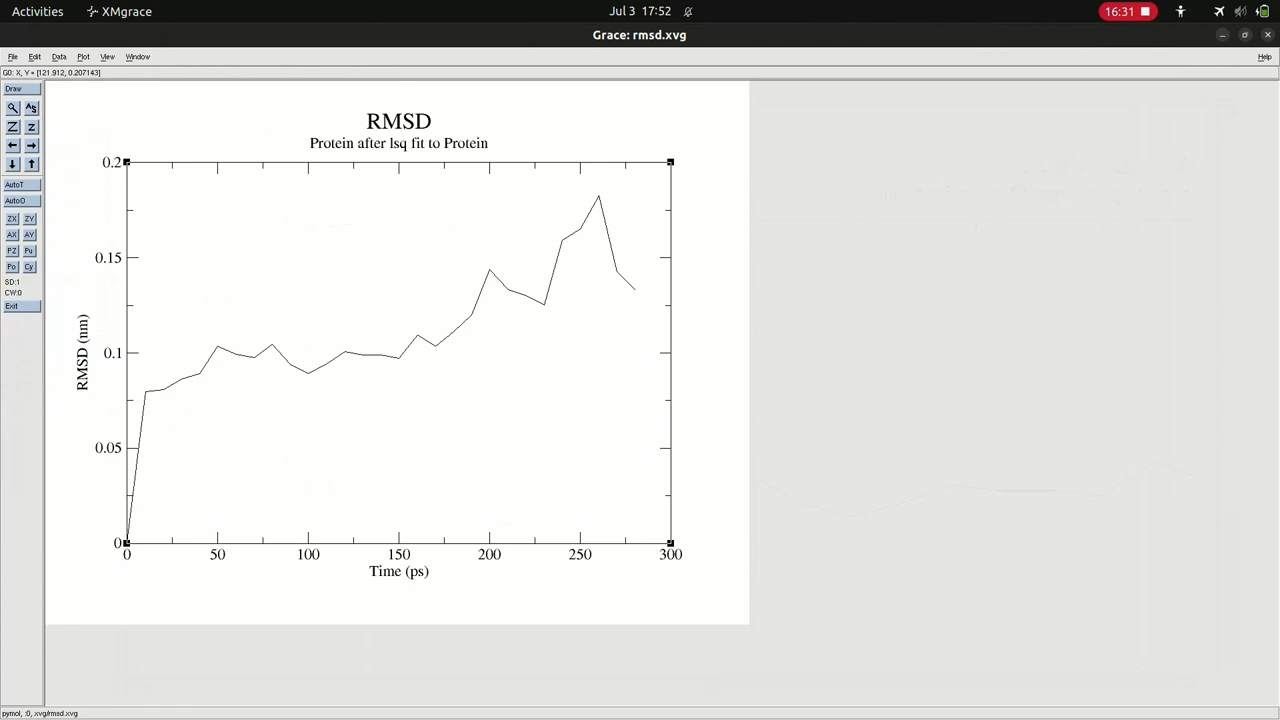 Activities XMgrace Jul 3 17:52 16:31
Grace: rmsd.xvg
File Edit Data Plot View Window Help
G0: X, Y = [121.912, 0.207143]
Draw
AS
Z z
AutoT
AutoO
ZX ZY
AX AY
PZ Pu
Po Cy
SD:1
CW:0
Exit
RMSD
Protein after lsq fit to Protein
0.2
0.15
0.1
0.05
0
RMSD (nm)
0 50 100 150 200 250 300
Time (ps)
pymol, :0, xvg/rmsd.xvg